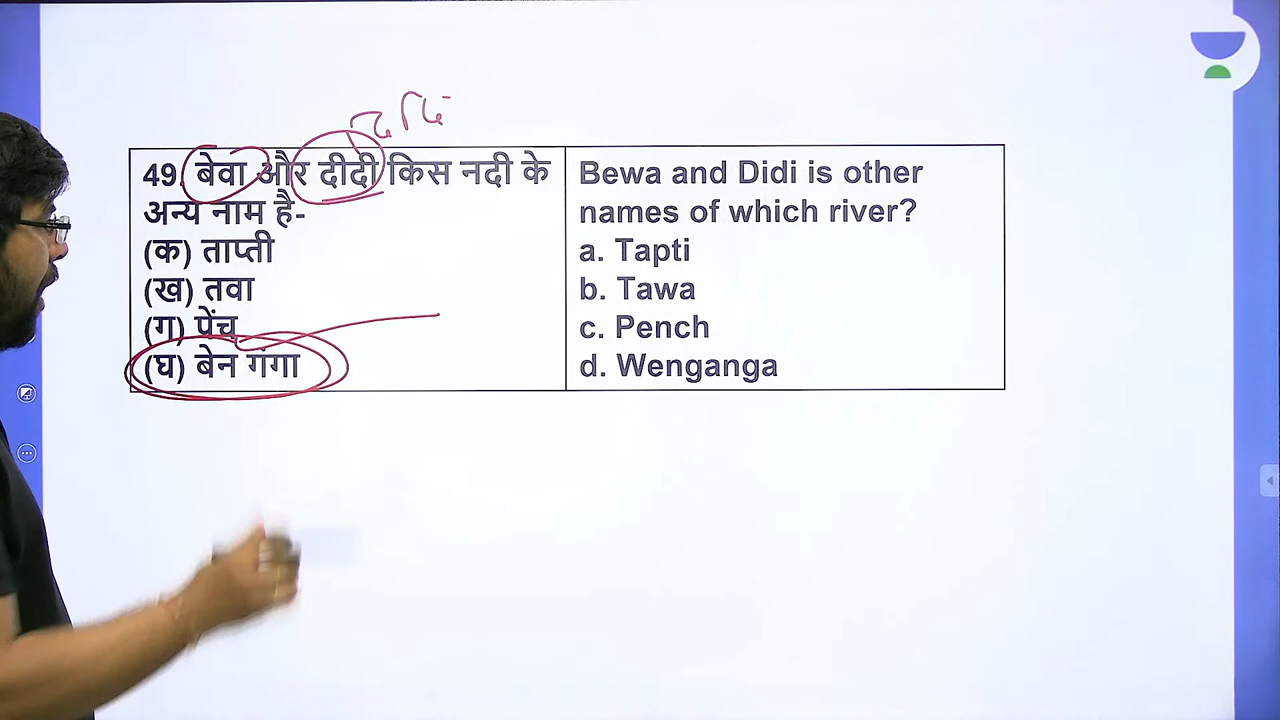 49. बेवा और दीदी किस नदी के
अन्य नाम है-
(क) ताप्ती
(ख) तवा
(ग) पेंच
(घ) बेन गंगा
Bewa and Didi is other
names of which river?
a. Tapti
b. Tawa
c. Pench
d. Wenganga